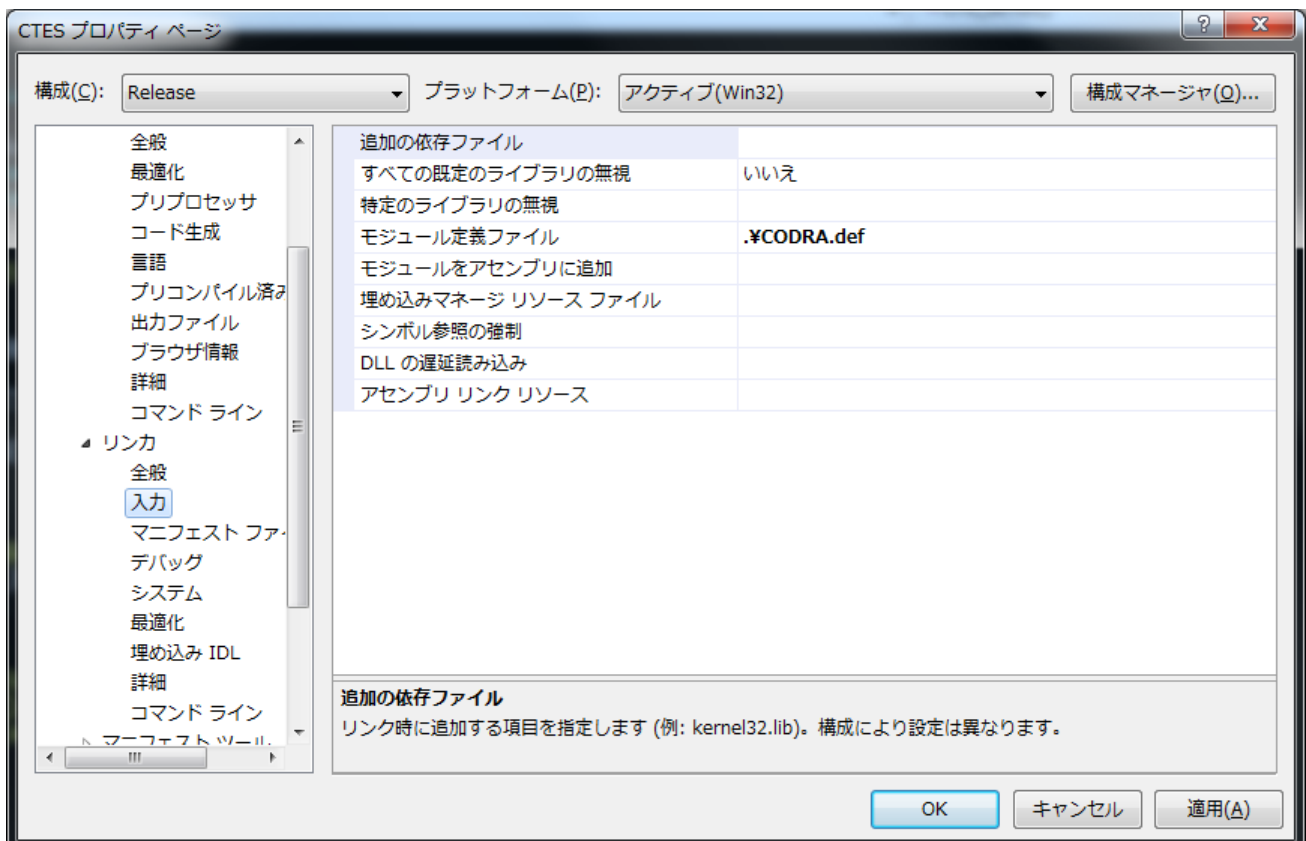 CTES プロパティ ページ
構成(C): Release プラットフォーム(P): アクティブ(Win32) 構成マネージャ(O)...
全般
最適化
プリプロセッサ
コード生成
言語
プリコンパイル済み
出力ファイル
ブラウザ情報
詳細
コマンド ライン
リンカ
全般
入力
マニフェスト ファイ
デバッグ
システム
最適化
埋め込み IDL
詳細
コマンド ライン
マニフェスト ツール
追加の依存ファイル
すべての既定のライブラリの無視 いいえ
特定のライブラリの無視
モジュール定義ファイル .¥CODRA.def
モジュールをアセンブリに追加
埋め込みマネージ リソース ファイル
シンボル参照の強制
DLL の遅延読み込み
アセンブリ リンク リソース
追加の依存ファイル
リンク時に追加する項目を指定します (例: kernel32.lib)。構成により設定は異なります。
OK キャンセル 適用(A)